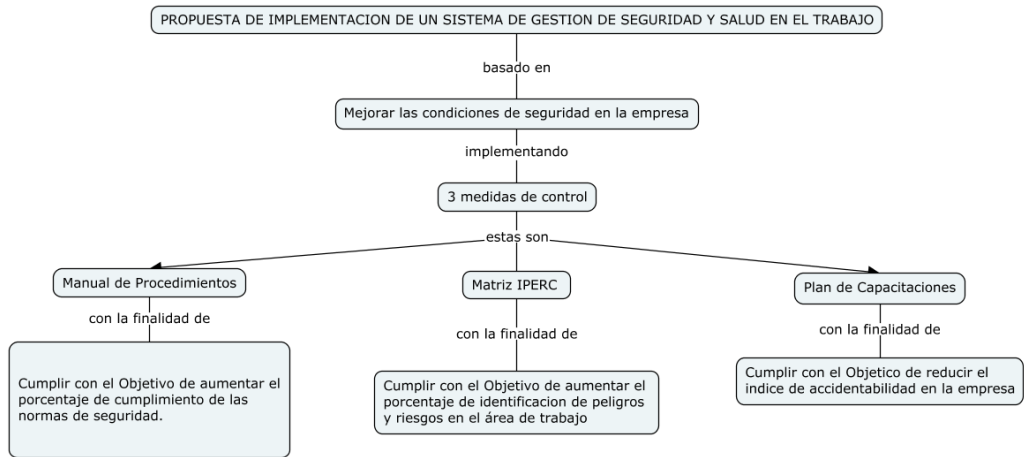 PROPUESTA DE IMPLEMENTACION DE UN SISTEMA DE GESTION DE SEGURIDAD Y SALUD EN EL TRABAJO
basado en
Mejorar las condiciones de seguridad en la empresa
implementando
3 medidas de control
estas son
Manual de Procedimientos
Matriz IPERC
Plan de Capacitaciones
con la finalidad de
con la finalidad de
con la finalidad de
Cumplir con el Objetivo de aumentar el
porcentaje de cumplimiento de las
normas de seguridad.
Cumplir con el Objetivo de aumentar el
porcentaje de identificacion de peligros
y riesgos en el área de trabajo
Cumplir con el Objetico de reducir el
indice de accidentabilidad en la empresa